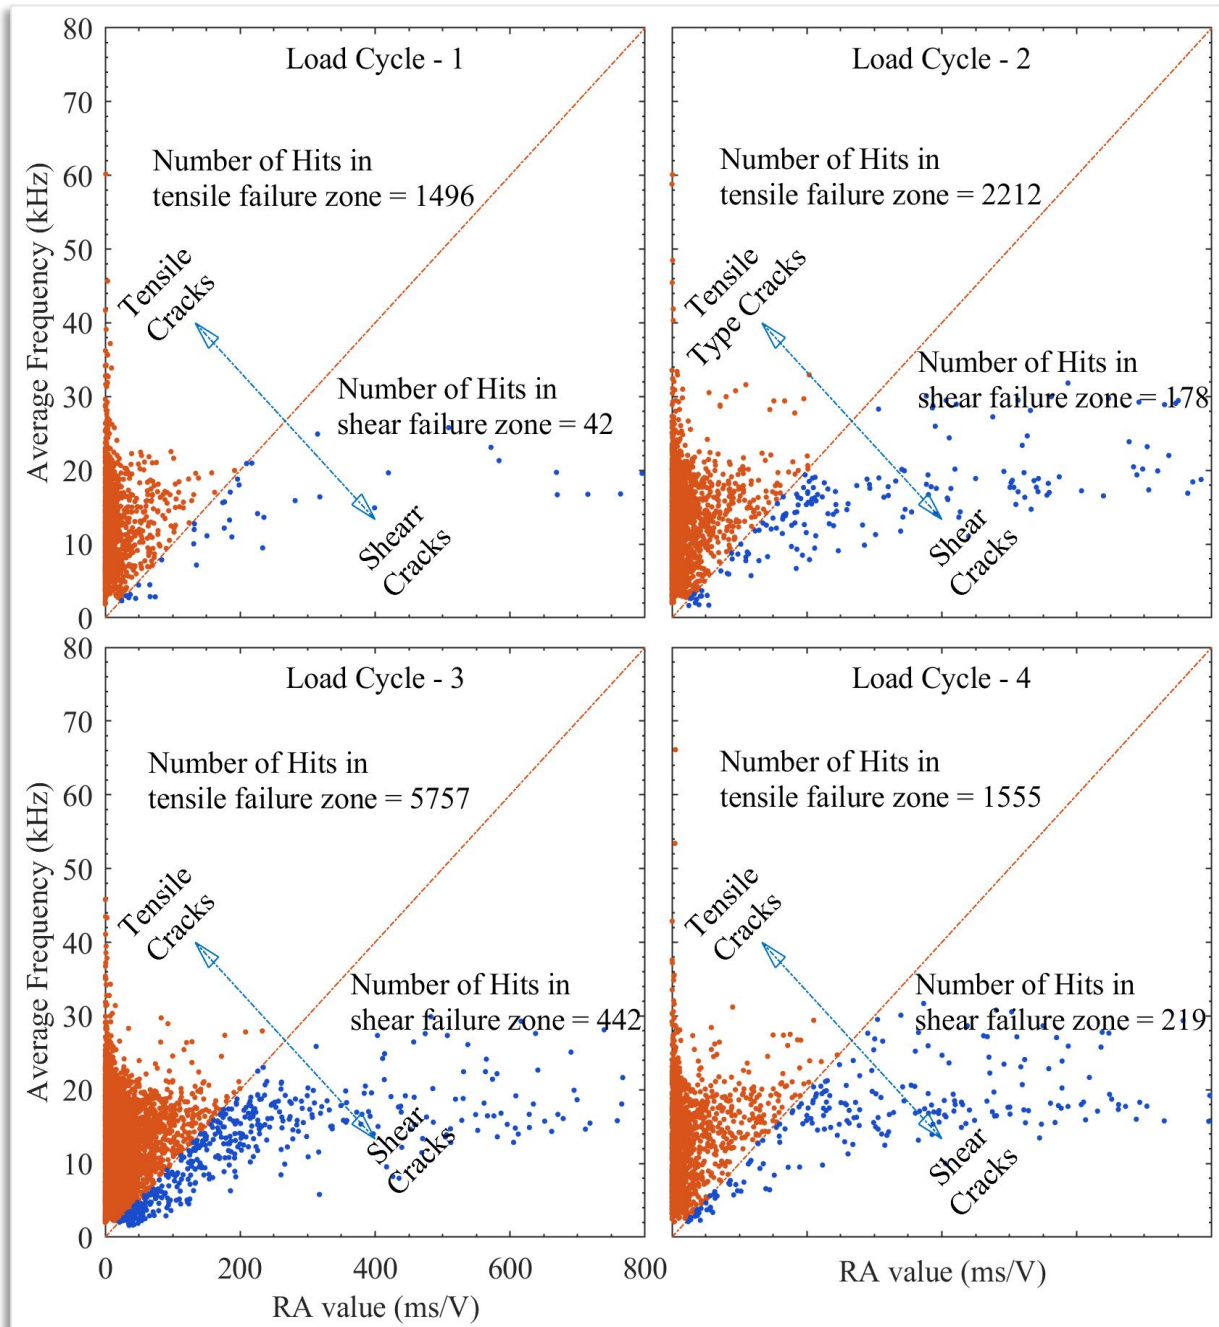 Load Cycle - 1
Number of Hits in
tensile failure zone = 1496
Tensile
Cracks
Number of Hits in
shear failure zone = 42
Shearr
Cracks
Average Frequency (kHz)
80
70
60
50
40
30
20
10
0
Load Cycle - 2
Number of Hits in
tensile failure zone = 2212
Tensile
Type Cracks
Number of Hits in
shear failure zone = 178
Shear
Cracks
Load Cycle - 3
Number of Hits in
tensile failure zone = 5757
Tensile
Cracks
Number of Hits in
shear failure zone = 442
Shear
Cracks
Average Frequency (kHz)
80
70
60
50
40
30
20
10
0
0 200 400 600 800
RA value (ms/V)
Load Cycle - 4
Number of Hits in
tensile failure zone = 1555
Tensile
Cracks
Number of Hits in
shear failure zone = 219
Shear
Cracks
RA value (ms/V)